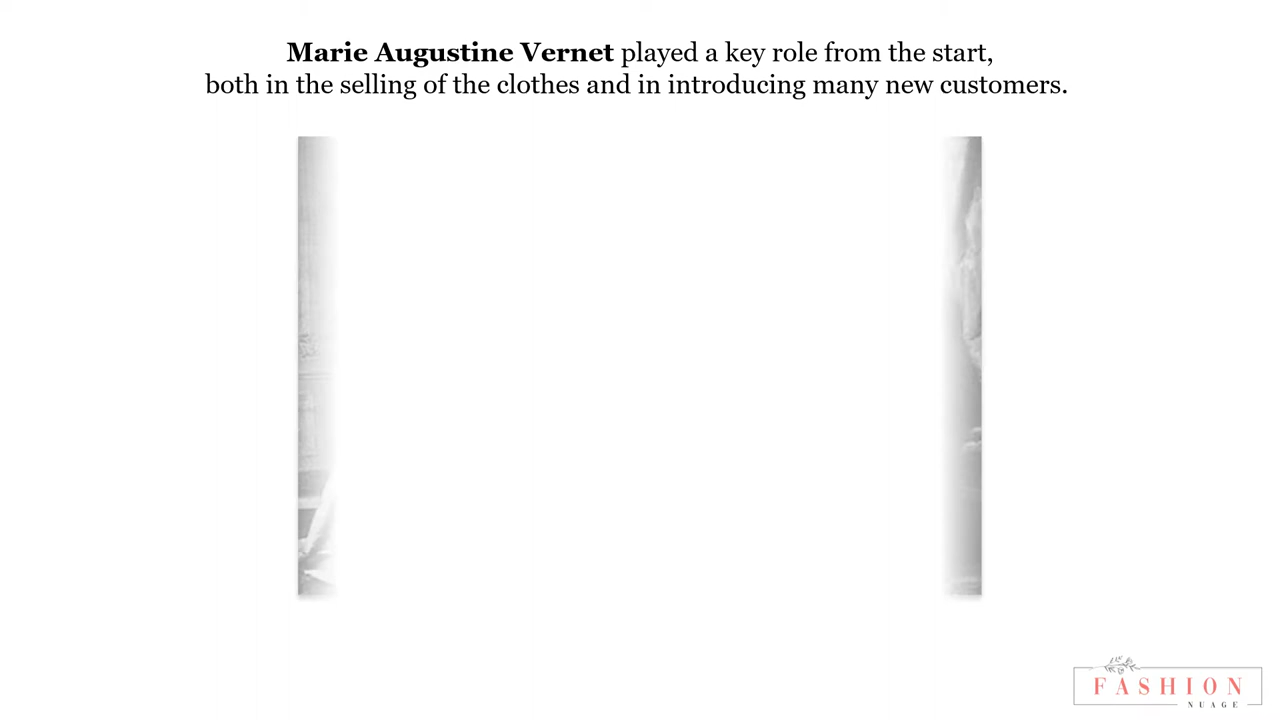 Marie Augustine Vernet played a key role from the start,
both in the selling of the clothes and in introducing many new customers.
FASHION
NUAGE